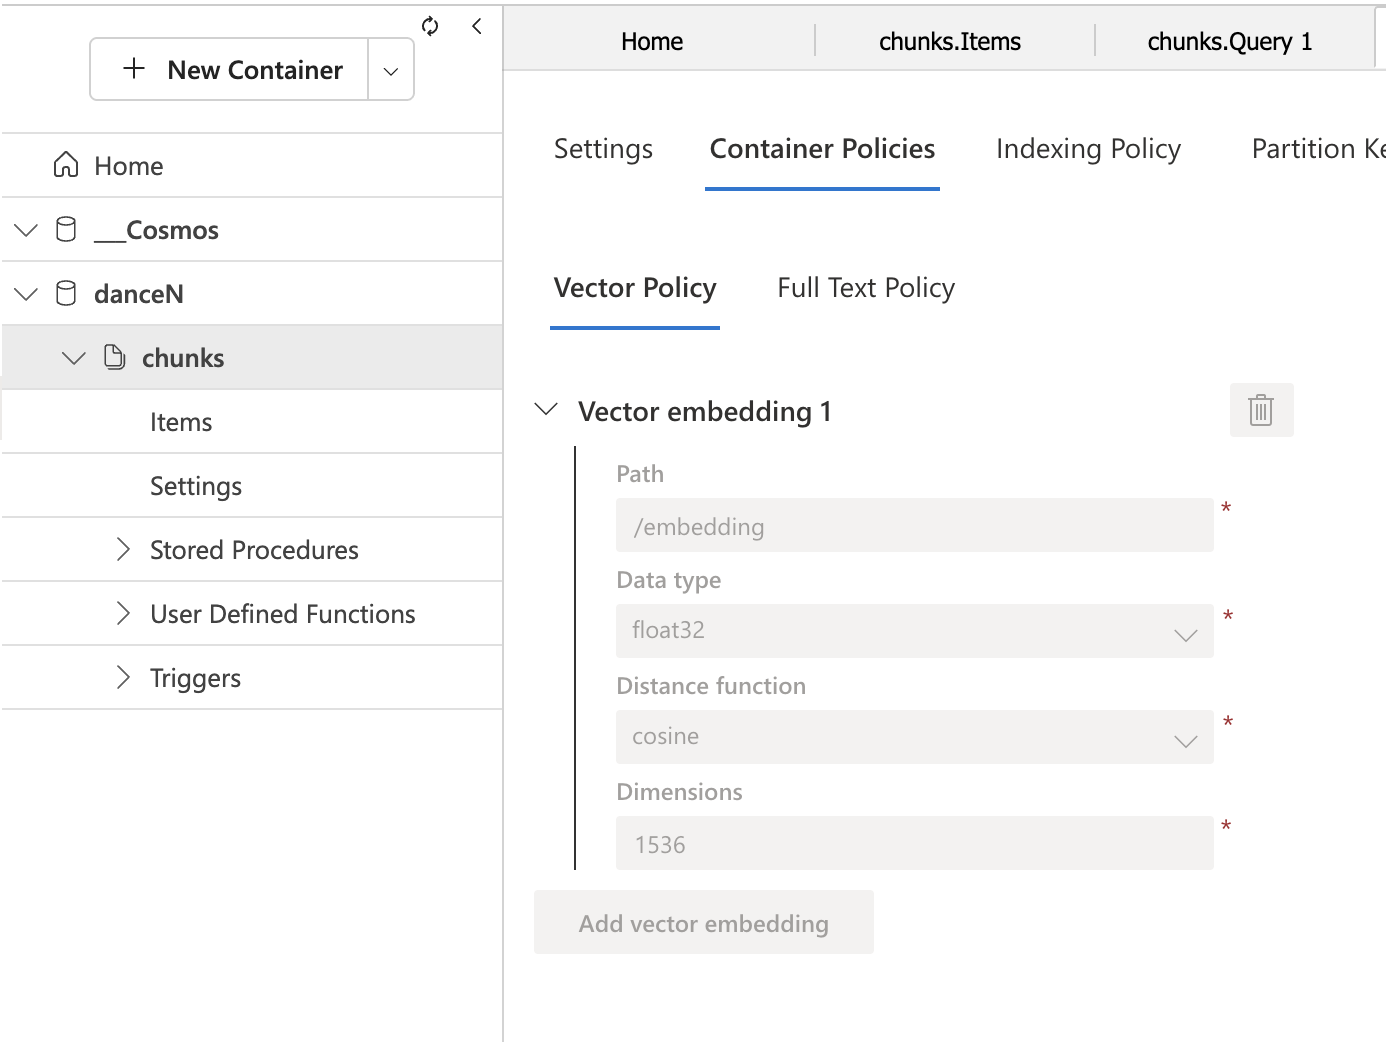 New Container
Home
__Cosmos
danceN
chunks
Items
Settings
Stored Procedures
User Defined Functions
Triggers
Home
chunks.Items
chunks.Query 1
Settings
Container Policies
Indexing Policy
Partition Ke
Vector Policy
Full Text Policy
Vector embedding 1
Path
/embedding *
Data type
float32 *
Distance function
cosine *
Dimensions
1536 *
Add vector embedding